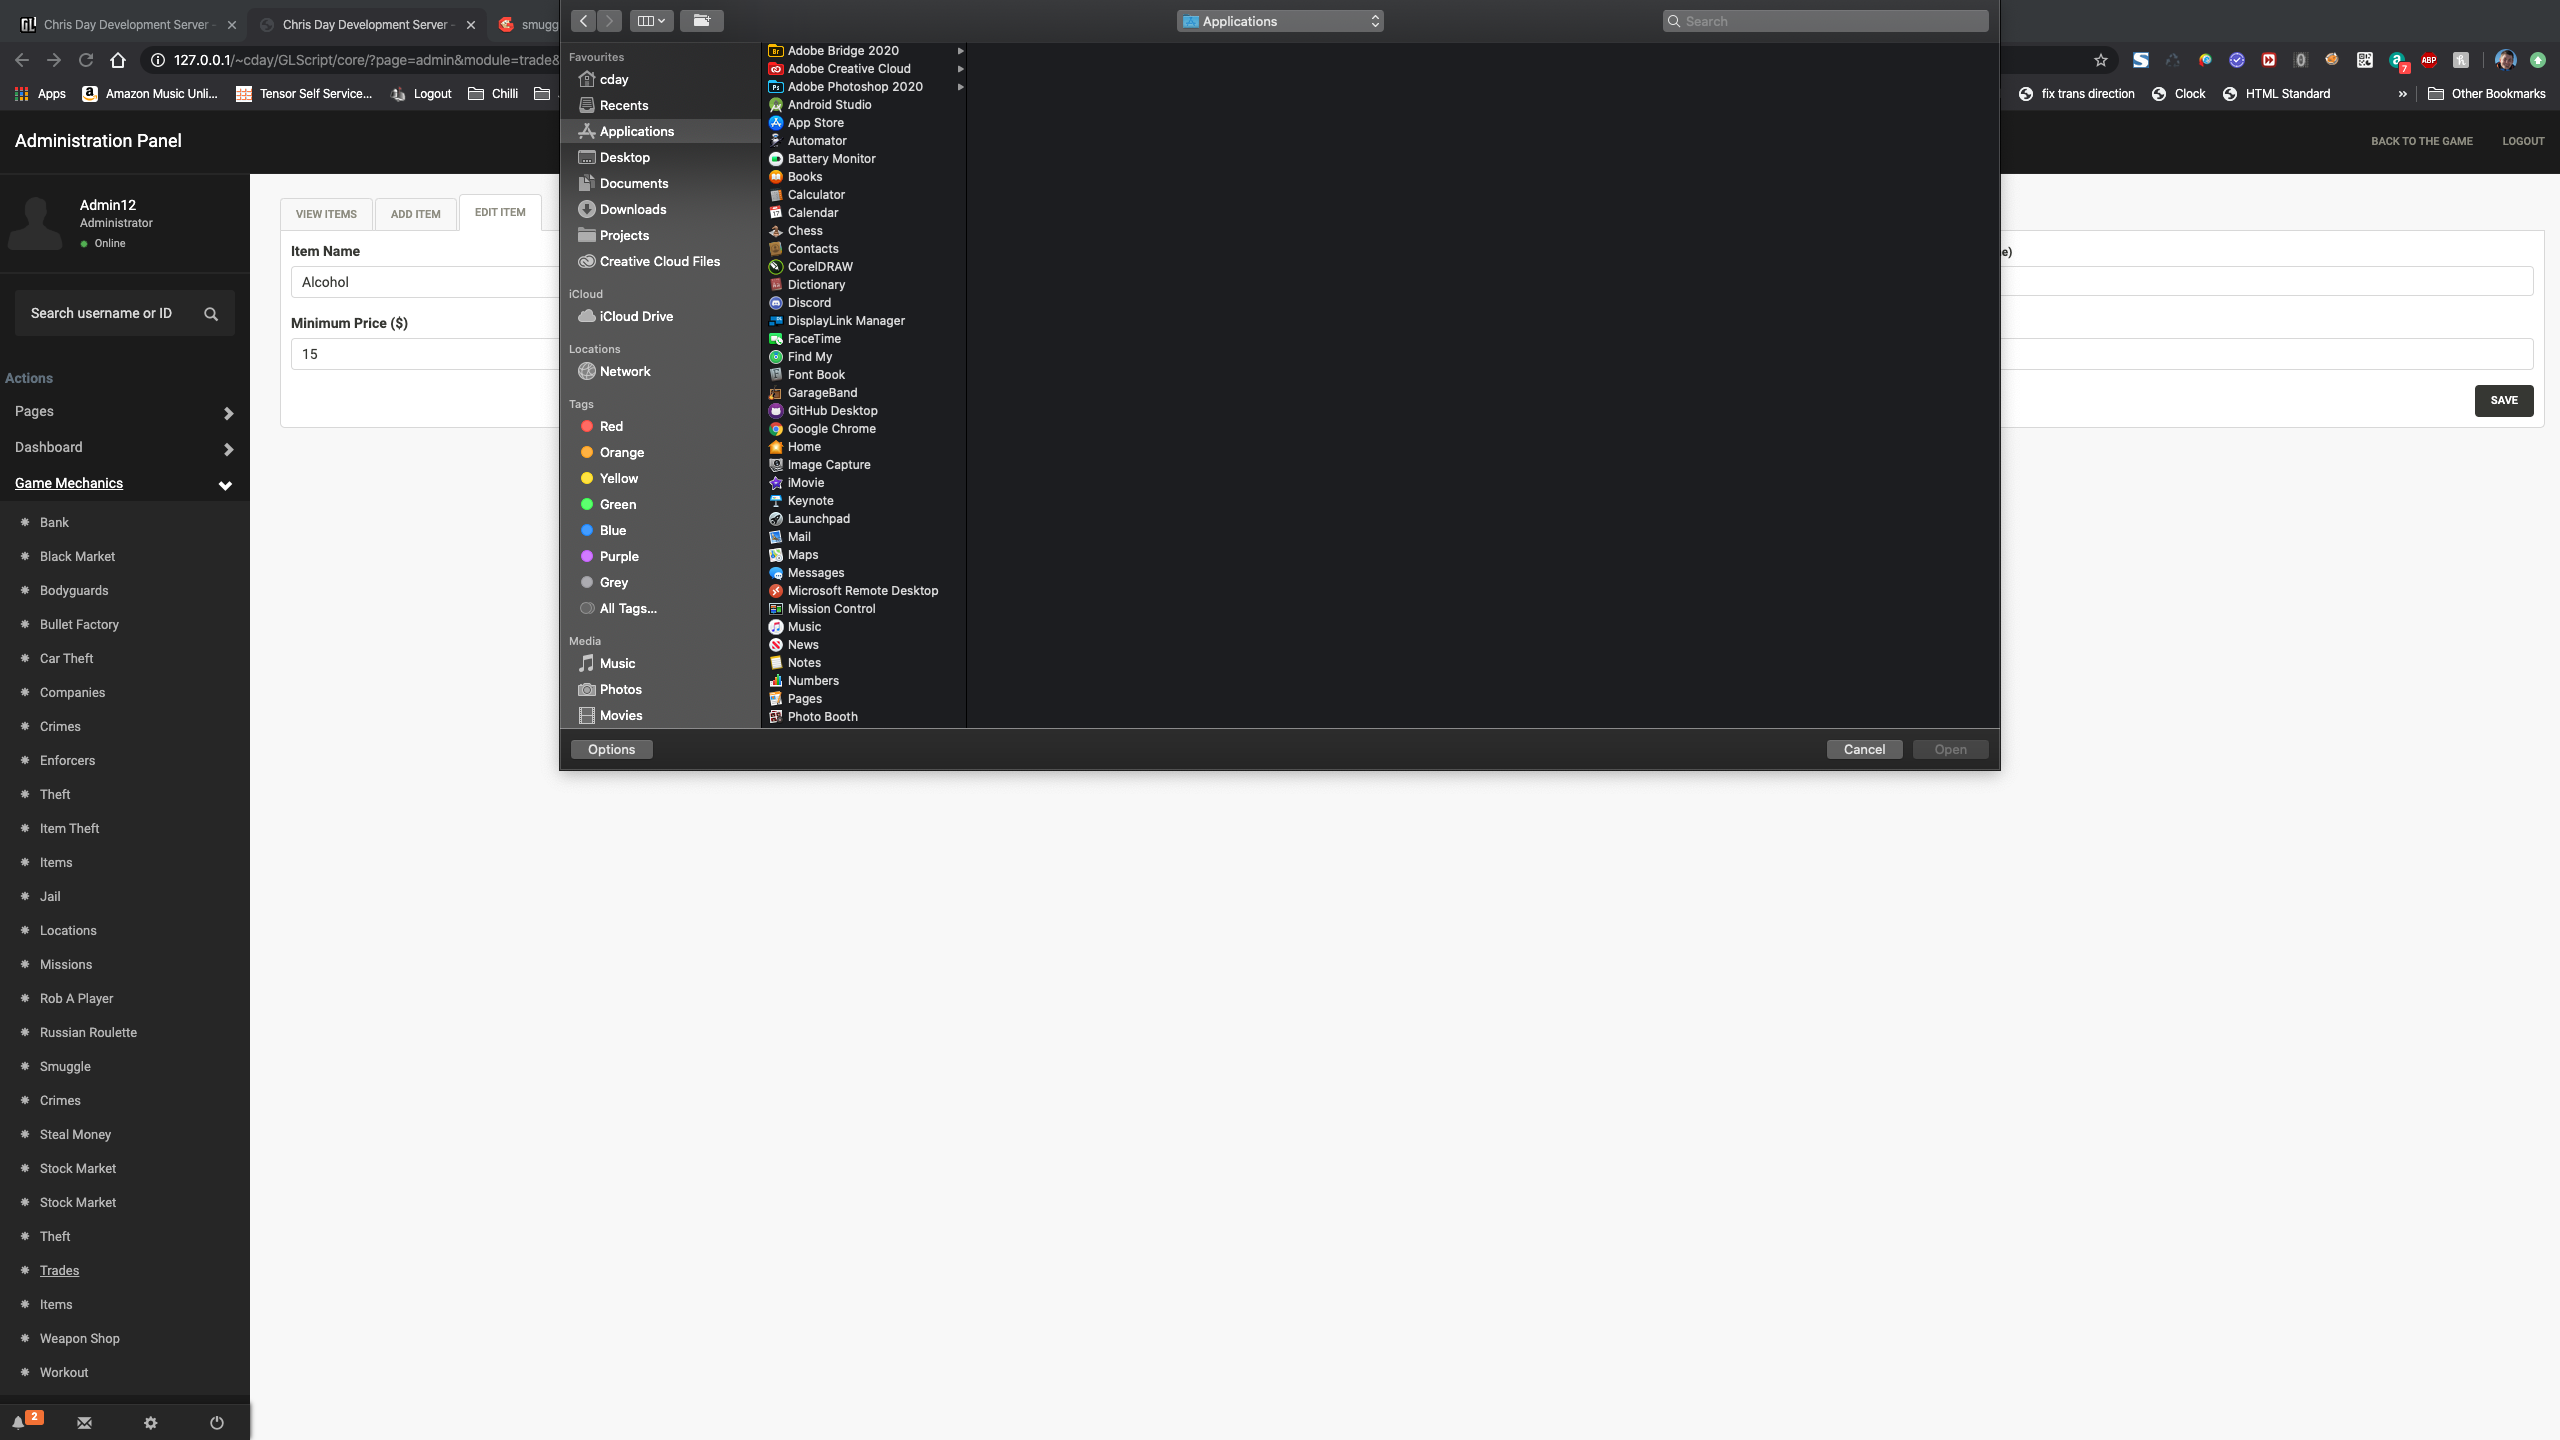 Chris Day Development Server -
Chris Day Development Server -
smugg
127.0.0.1/~cday/GLScript/core/?page=admin&module=trade&
Apps
Amazon Music Unli...
Tensor Self Service...
Logout
Chilli
fix trans direction
Clock
HTML Standard
»
Other Bookmarks
7
ABP
Administration Panel
BACK TO THE GAME
LOGOUT
Admin12
Administrator
Online
Search username or ID
Actions
Pages
Dashboard
Game Mechanics
Bank
Black Market
Bodyguards
Bullet Factory
Car Theft
Companies
Crimes
Enforcers
Theft
Item Theft
Items
Jail
Locations
Missions
Rob A Player
Russian Roulette
Smuggle
Crimes
Steal Money
Stock Market
Stock Market
Theft
Trades
Items
Weapon Shop
Workout
2
VIEW ITEMS
ADD ITEM
EDIT ITEM
Item Name
Alcohol
Minimum Price ($)
15
e)
SAVE
Applications
Search
Favourites
cday
Recents
Applications
Desktop
Documents
Downloads
Projects
Creative Cloud Files
iCloud
iCloud Drive
Locations
Network
Tags
Red
Orange
Yellow
Green
Blue
Purple
Grey
All Tags...
Media
Music
Photos
Movies
Adobe Bridge 2020
Adobe Creative Cloud
Adobe Photoshop 2020
Android Studio
App Store
Automator
Battery Monitor
Books
Calculator
Calendar
Chess
Contacts
CorelDRAW
Dictionary
Discord
DisplayLink Manager
FaceTime
Find My
Font Book
GarageBand
GitHub Desktop
Google Chrome
Home
Image Capture
iMovie
Keynote
Launchpad
Mail
Maps
Messages
Microsoft Remote Desktop
Mission Control
Music
News
Notes
Numbers
Pages
Photo Booth
Options
Cancel
Open